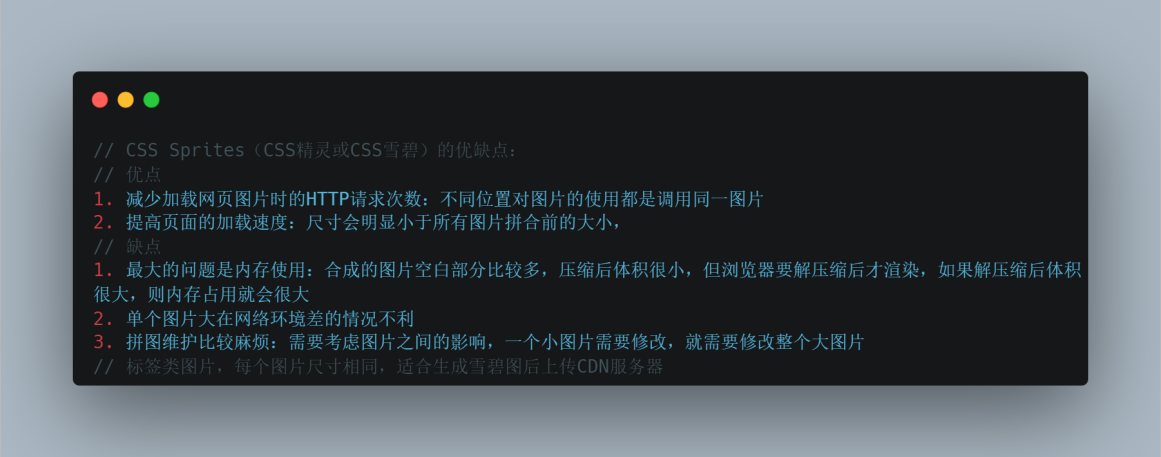 // CSS Sprites（CSS精灵或CSS雪碧）的优缺点：
// 优点
1. 减少加载网页图片时的HTTP请求次数：不同位置对图片的使用都是调用同一图片
2. 提高页面的加载速度：尺寸会明显小于所有图片拼合前的大小，
// 缺点
1. 最大的问题是内存使用：合成的图片空白部分比较多，压缩后体积很小，但浏览器要解压缩后才渲染，如果解压缩后体积
很大，则内存占用就会很大
2. 单个图片大在网络环境差的情况不利
3. 拼图维护比较麻烦：需要考虑图片之间的影响，一个小图片需要修改，就需要修改整个大图片
// 标签类图片，每个图片尺寸相同，适合生成雪碧图后上传CDN服务器